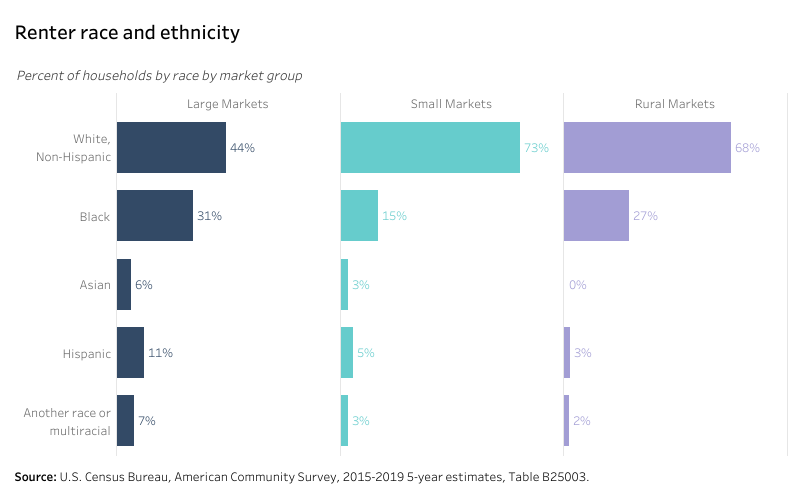 Renter race and ethnicity
Percent of households by race by market group
Large Markets Small Markets Rural Markets
White,
Non-Hispanic 44% 73% 68%
Black 31% 15% 27%
Asian 6% 3% 0%
Hispanic 11% 5% 3%
Another race or
multiracial 7% 3% 2%
Source: U.S. Census Bureau, American Community Survey, 2015-2019 5-year estimates, Table B25003.